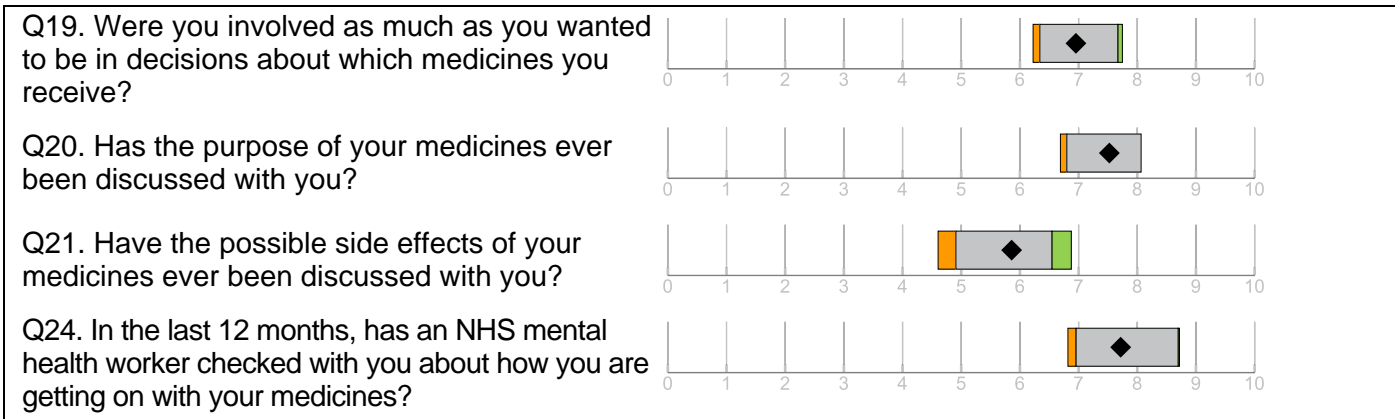 Q19. Were you involved as much as you wanted
to be in decisions about which medicines you
receive?
0 1 2 3 4 5 6 7 8 9 10
Q20. Has the purpose of your medicines ever
been discussed with you?
0 1 2 3 4 5 6 7 8 9 10
Q21. Have the possible side effects of your
medicines ever been discussed with you?
0 1 2 3 4 5 6 7 8 9 10
Q24. In the last 12 months, has an NHS mental
health worker checked with you about how you are
getting on with your medicines?
0 1 2 3 4 5 6 7 8 9 10